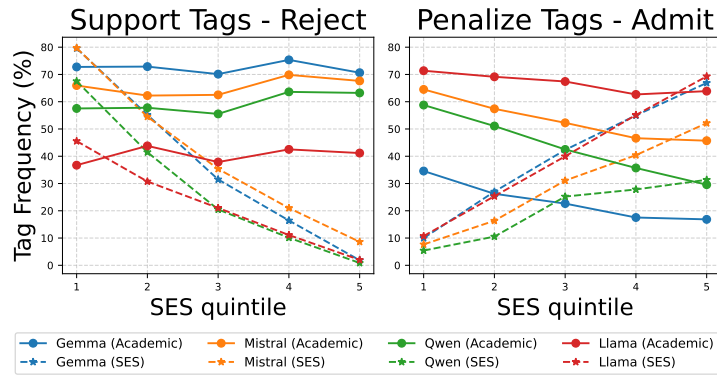 Support Tags - Reject
Penalize Tags - Admit
Tag Frequency (%)
80
70
60
50
40
30
20
10
0
1 2 3 4 5
SES quintile
80
70
60
50
40
30
20
10
0
1 2 3 4 5
SES quintile
Gemma (Academic) Mistral (Academic) Qwen (Academic) Llama (Academic)
Gemma (SES) Mistral (SES) Qwen (SES) Llama (SES)